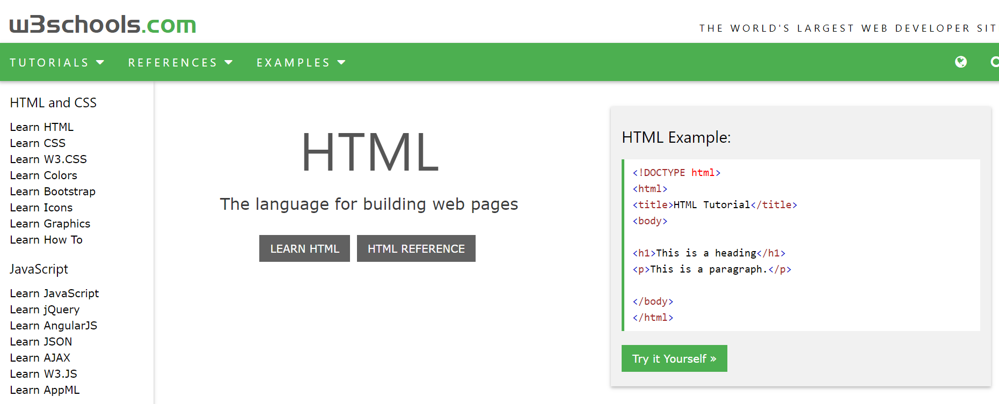 w3schools.com
THE WORLD'S LARGEST WEB DEVELOPER SIT
TUTORIALS REFERENCES EXAMPLES
HTML and CSS
Learn HTML
Learn CSS
Learn W3.CSS
Learn Colors
Learn Bootstrap
Learn Icons
Learn Graphics
Learn How To
JavaScript
Learn JavaScript
Learn jQuery
Learn AngularJS
Learn JSON
Learn AJAX
Learn W3.JS
Learn AppML
HTML
The language for building web pages
LEARN HTML HTML REFERENCE
HTML Example:
<!DOCTYPE html>
<html>
<title>HTML Tutorial</title>
<body>
<h1>This is a heading</h1>
<p>This is a paragraph.</p>
</body>
</html>
Try it Yourself »